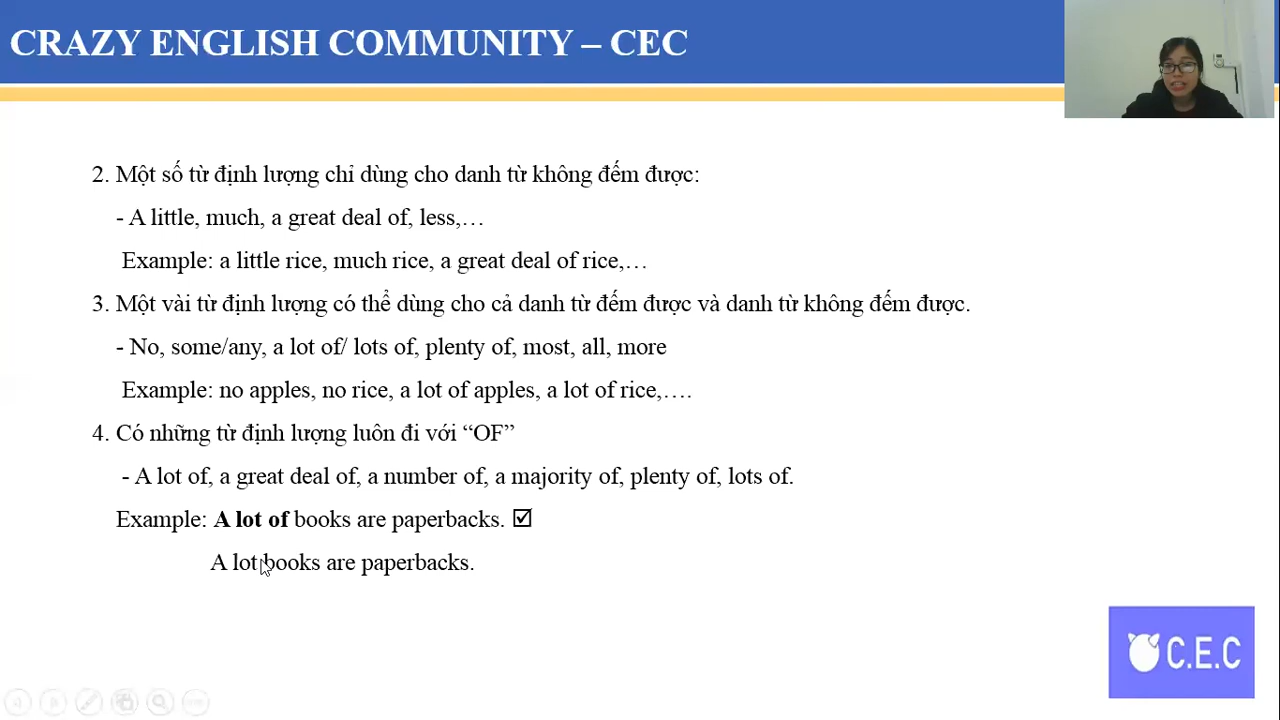 CRAZY ENGLISH COMMUNITY – CEC
2. Một số từ định lượng chỉ dùng cho danh từ không đếm được:
- A little, much, a great deal of, less,…
Example: a little rice, much rice, a great deal of rice,…
3. Một vài từ định lượng có thể dùng cho cả danh từ đếm được và danh từ không đếm được.
- No, some/any, a lot of/ lots of, plenty of, most, all, more
Example: no apples, no rice, a lot of apples, a lot of rice,….
4. Có những từ định lượng luôn đi với “OF”
- A lot of, a great deal of, a number of, a majority of, plenty of, lots of.
Example: A lot of books are paperbacks. ☑
A lot books are paperbacks.
C.E.C